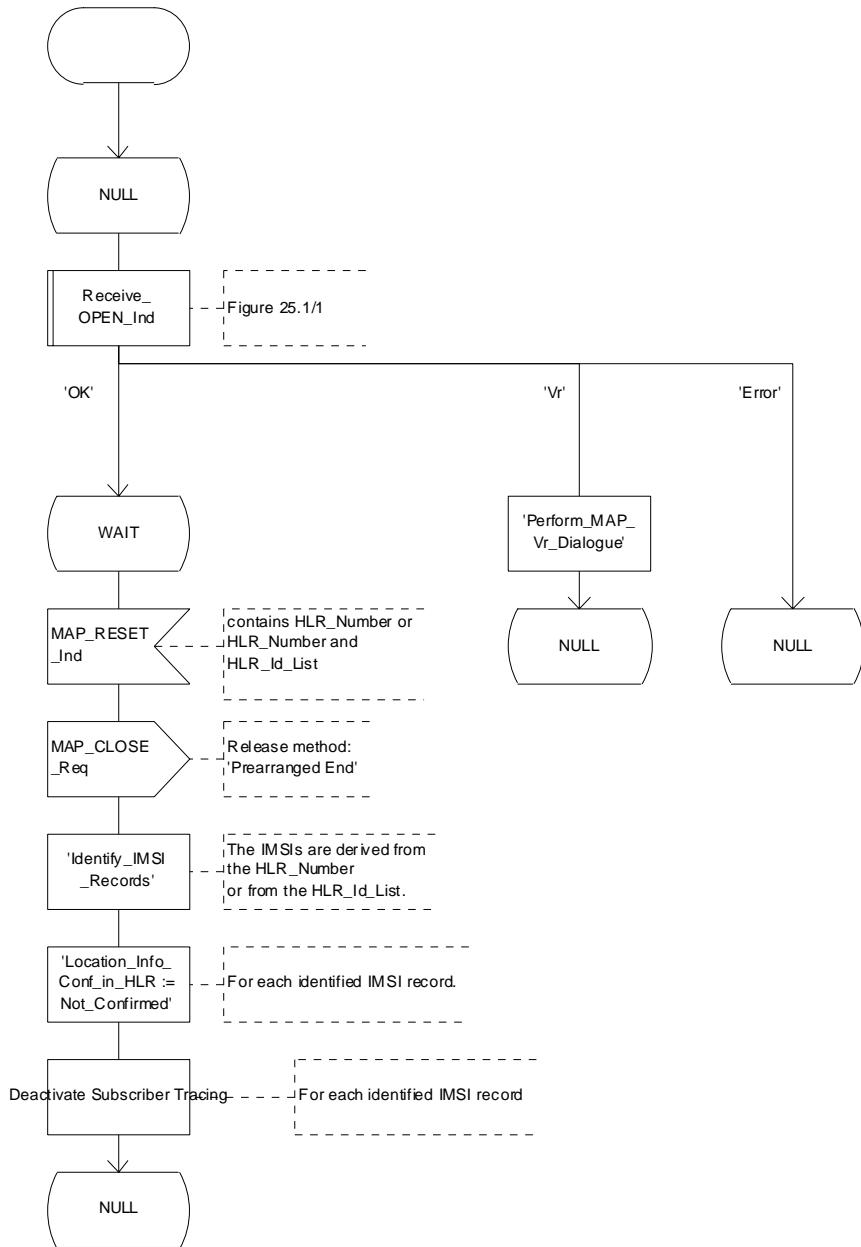 NULL
Receive_
OPEN_Ind
Figure 25.1/1
'OK'
'Vr'
'Error'
WAIT
'Perform_MAP_
Vr_Dialogue'
MAP_RESET
_Ind
contains HLR_Number or
HLR_Number and
HLR_Id_List
NULL
NULL
MAP_CLOSE
_Req
Release method:
'Prearranged End'
'Identify_IMSI
_Records'
The IMSIs are derived from
the HLR_Number
or from the HLR_Id_List.
'Location_Info_
Conf_in_HLR :=
Not_Confirmed'
For each identified IMSI record.
Deactivate Subscriber Tracing
For each identified IMSI record
NULL